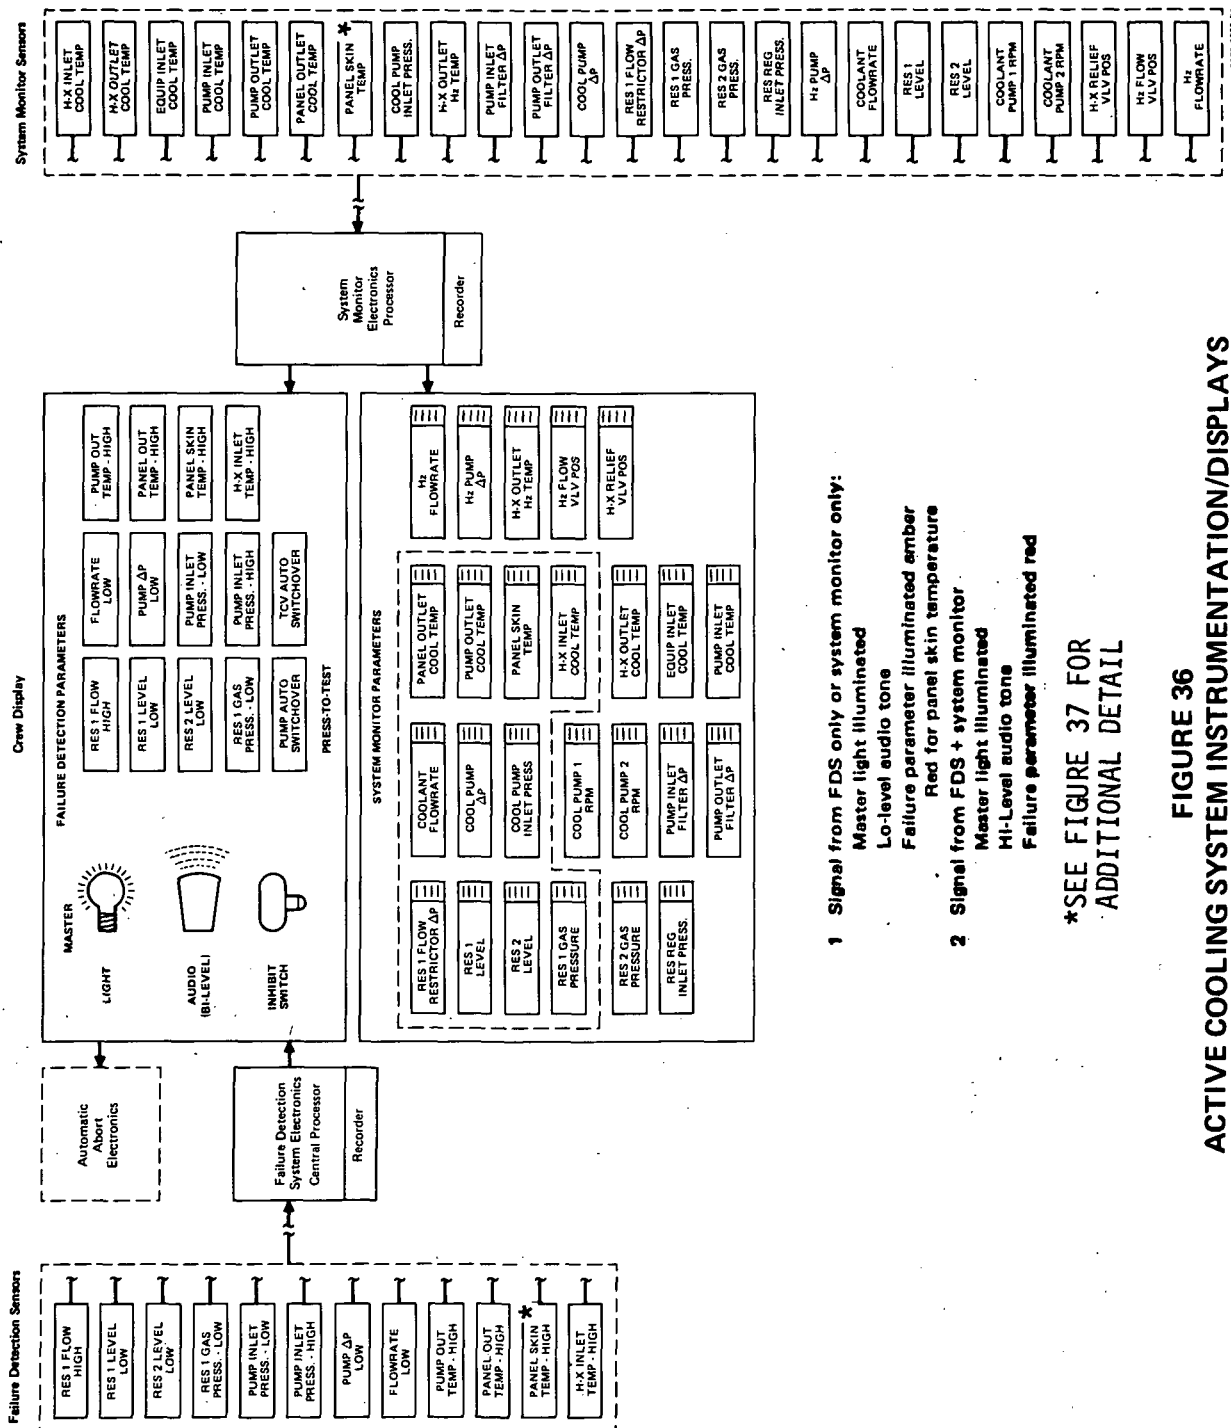 Failure Detection Sensors
RES 1 FLOW
HIGH
RES 1 LEVEL
LOW
RES 2 LEVEL
LOW
RES 1 GAS
PRESS. - LOW
PUMP INLET
PRESS. - LOW
PUMP INLET
PRESS. - HIGH
PUMP ΔP
LOW
FLOWRATE
LOW
PUMP OUT
TEMP - HIGH
PANEL OUT
TEMP - HIGH
PANEL SKIN *
TEMP - HIGH
H-X INLET
TEMP - HIGH
Automatic
Abort
Electronics
Failure Detection
System Electronics
Central Processor
Recorder
Crew Display
FAILURE DETECTION PARAMETERS
MASTER
LIGHT
AUDIO
(BI-LEVEL)
INHIBIT
SWITCH
RES 1 FLOW
HIGH
FLOWRATE
LOW
PUMP OUT
TEMP - HIGH
RES 1 LEVEL
LOW
PUMP ΔP
LOW
PANEL OUT
TEMP - HIGH
RES 2 LEVEL
LOW
PUMP INLET
PRESS. - LOW
PANEL SKIN
TEMP - HIGH
RES 1 GAS
PRESS. - LOW
PUMP INLET
PRESS. - HIGH
H-X INLET
TEMP - HIGH
PUMP AUTO
SWITCHOVER
TCV AUTO
SWITCHOVER
PRESS-TO-TEST
SYSTEM MONITOR PARAMETERS
RES 1 FLOW
RESTRICTOR ΔP
COOLANT
FLOWRATE
PANEL OUTLET
COOL TEMP
H2
FLOWRATE
RES 1
LEVEL
COOL PUMP
ΔP
PUMP OUTLET
COOL TEMP
H2 PUMP
ΔP
RES 2
LEVEL
COOL PUMP
INLET PRESS
PANEL SKIN
TEMP
H-X OUTLET
H2 TEMP
RES 1 GAS
PRESSURE
COOL PUMP 1
RPM
H-X INLET
COOL TEMP
H2 FLOW
VLV POS
RES 2 GAS
PRESSURE
COOL PUMP 2
RPM
H-X OUTLET
COOL TEMP
H-X RELIEF
VLV POS
RES REG
INLET PRESS.
PUMP INLET
FILTER ΔP
EQUIP INLET
COOL TEMP
PUMP OUTLET
FILTER ΔP
PUMP INLET
COOL TEMP
System
Monitor
Electronics
Processor
Recorder
System Monitor Sensors
H-X INLET
COOL TEMP
H-X OUTLET
COOL TEMP
EQUIP INLET
COOL TEMP
PUMP INLET
COOL TEMP
PUMP OUTLET
COOL TEMP
PANEL OUTLET
COOL TEMP
PANEL SKIN *
TEMP
COOL PUMP
INLET PRESS.
H-X OUTLET
H2 TEMP
PUMP INLET
FILTER ΔP
PUMP OUTLET
FILTER ΔP
COOL PUMP
ΔP
RES 1 FLOW
RESTRICTOR ΔP
RES 1 GAS
PRESS.
RES 2 GAS
PRESS.
RES REG
INLET PRESS.
H2 PUMP
ΔP
COOLANT
FLOWRATE
RES 1
LEVEL
RES 2
LEVEL
COOLANT
PUMP 1 RPM
COOLANT
PUMP 2 RPM
H-X RELIEF
VLV POS
H2 FLOW
VLV POS
H2
FLOWRATE
1 Signal from FDS only or system monitor only:
Master light illuminated
Lo-level audio tone
Failure parameter illuminated amber
Red for panel skin temperature
2 Signal from FDS + system monitor
Master light illuminated
Hi-Level audio tone
Failure parameter illuminated red
*SEE FIGURE 37 FOR
ADDITIONAL DETAIL
FIGURE 36
ACTIVE COOLING SYSTEM INSTRUMENTATION/DISPLAYS